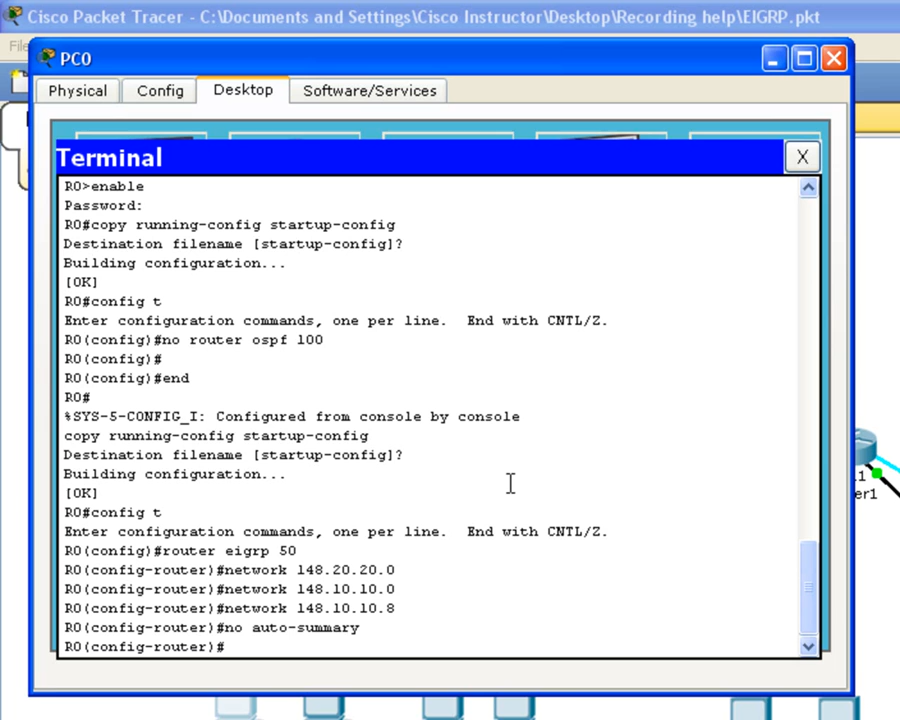 Cisco Packet Tracer - C:\Documents and Settings\Cisco Instructor\Desktop\Recording help\EIGRP.pkt
PC0
Physical
Config
Desktop
Software/Services
Terminal
X
R0>enable
Password:
R0#copy running-config startup-config
Destination filename [startup-config]?
Building configuration...
[OK]
R0#config t
Enter configuration commands, one per line.  End with CNTL/Z.
R0(config)#no router ospf 100
R0(config)#
R0(config)#end
R0#
%SYS-5-CONFIG_I: Configured from console by console
copy running-config startup-config
Destination filename [startup-config]?
Building configuration...
[OK]
R0#config t
Enter configuration commands, one per line.  End with CNTL/Z.
R0(config)#router eigrp 50
R0(config-router)#network 148.20.20.0
R0(config-router)#network 148.10.10.0
R0(config-router)#network 148.10.10.8
R0(config-router)#no auto-summary
R0(config-router)#